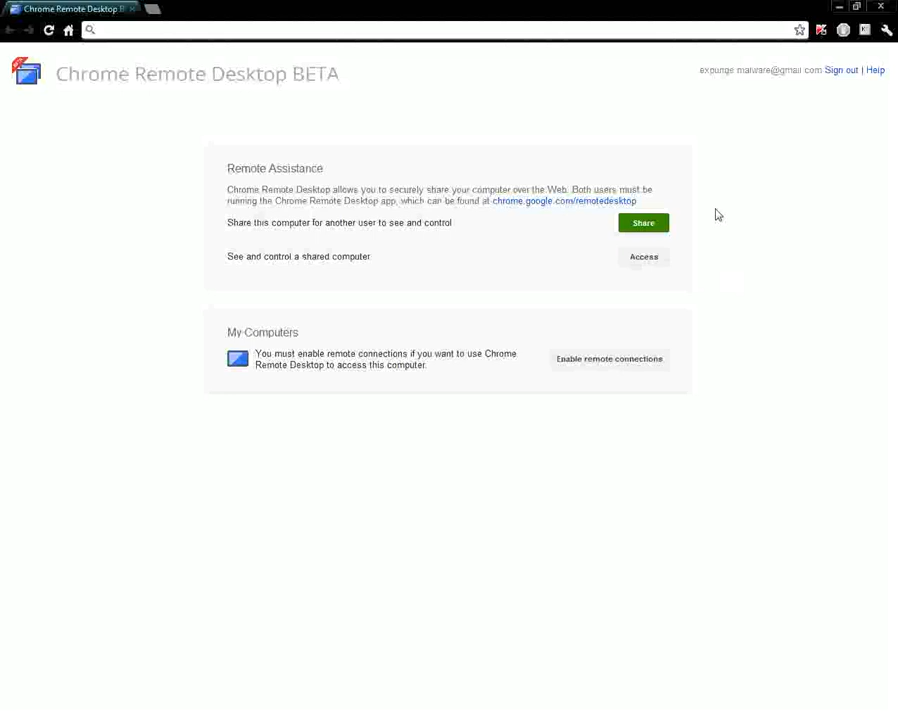 Chrome Remote Desktop B
Chrome Remote Desktop BETA
expunge.malware@gmail.com Sign out | Help
Remote Assistance
Chrome Remote Desktop allows you to securely share your computer over the Web. Both users must be
running the Chrome Remote Desktop app, which can be found at chrome.google.com/remotedesktop
Share this computer for another user to see and control
Share
See and control a shared computer
Access
My Computers
You must enable remote connections if you want to use Chrome
Remote Desktop to access this computer.
Enable remote connections